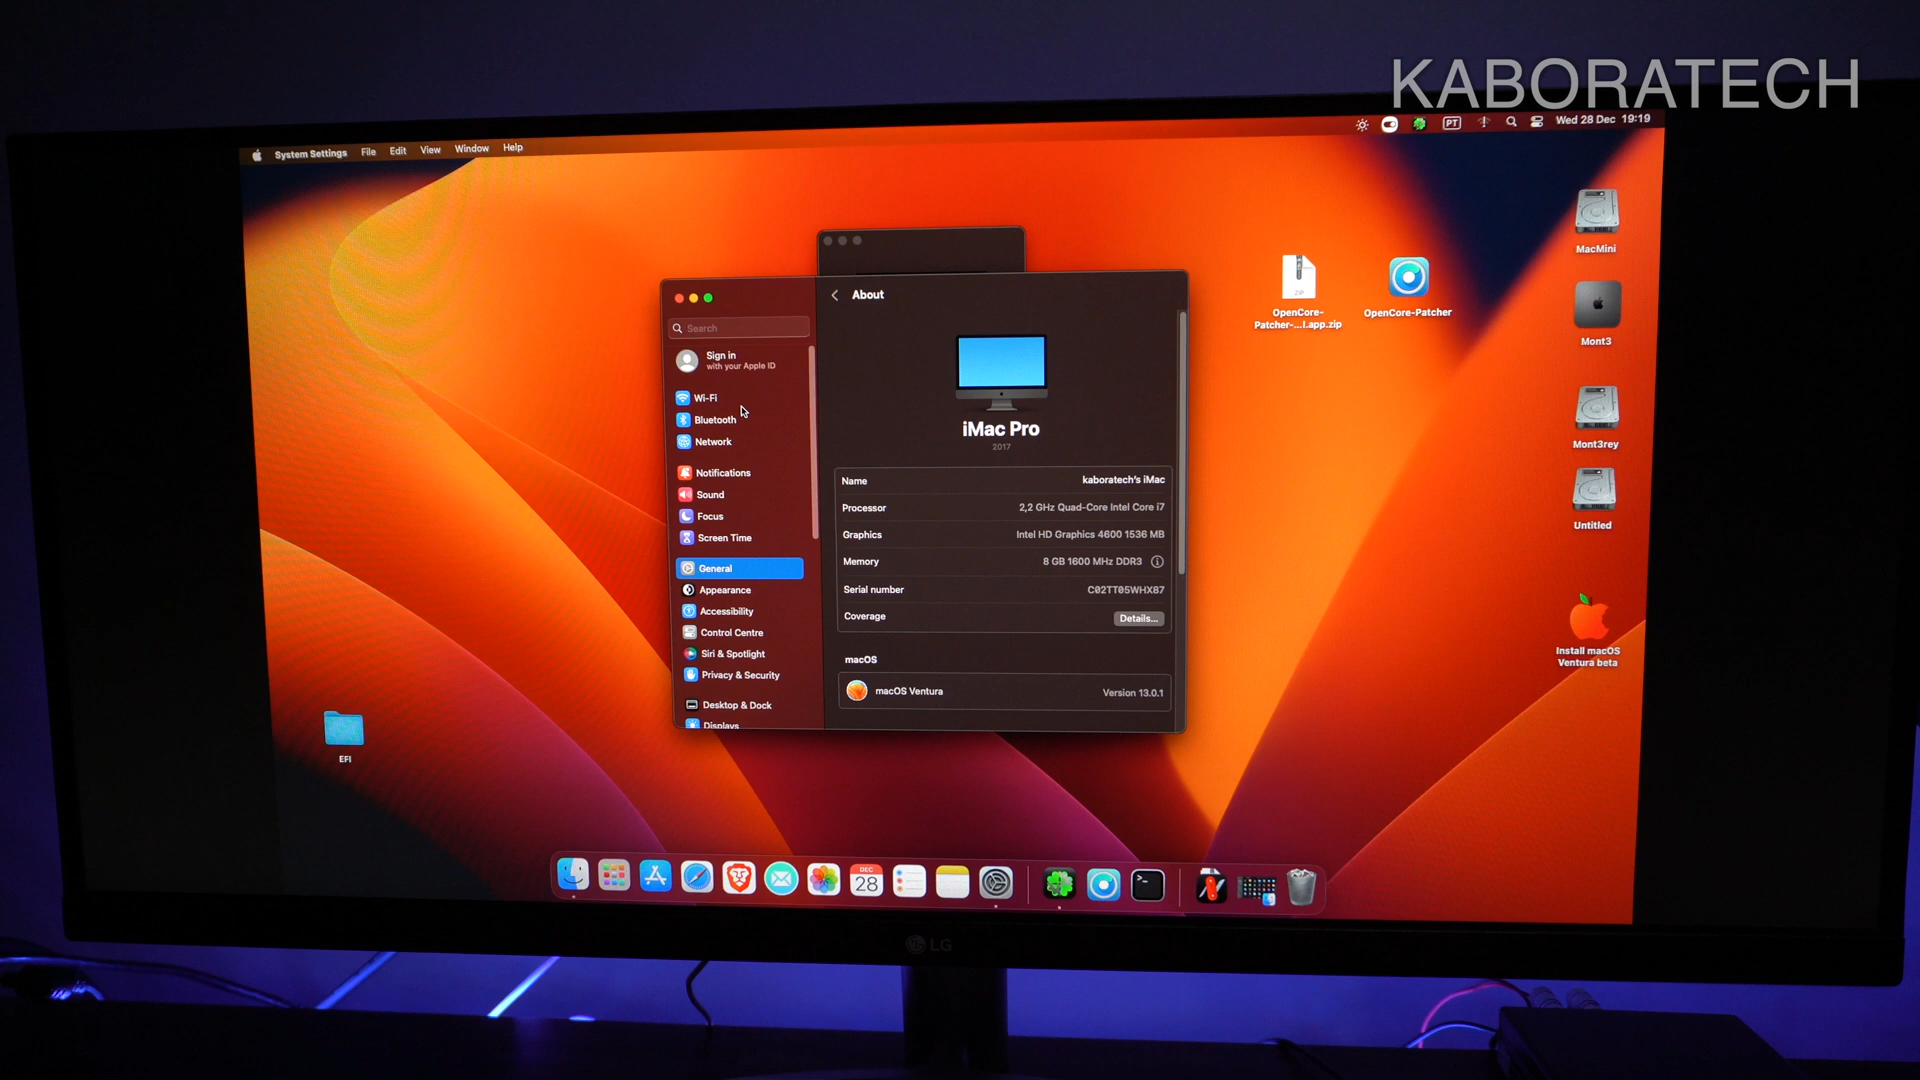 KABORATECH
System Settings File Edit View Window Help
PT Wed 28 Dec 19:19
MacMini
Mont3
Mont3rey
Untitled
Install macOS
Ventura beta
ZIP
OpenCore-
Patcher-...l.app.zip
OpenCore-Patcher
EFI
Search
Sign in
with your Apple ID
Wi-Fi
Bluetooth
Network
Notifications
Sound
Focus
Screen Time
General
Appearance
Accessibility
Control Centre
Siri & Spotlight
Privacy & Security
Desktop & Dock
Displays
About
iMac Pro
2017
Name kaboratech's iMac
Processor 2,2 GHz Quad-Core Intel Core i7
Graphics Intel HD Graphics 4600 1536 MB
Memory 8 GB 1600 MHz DDR3
Serial number C02TT05WHX87
Coverage Details...
macOS
macOS Ventura Version 13.0.1
DEC
28
LG